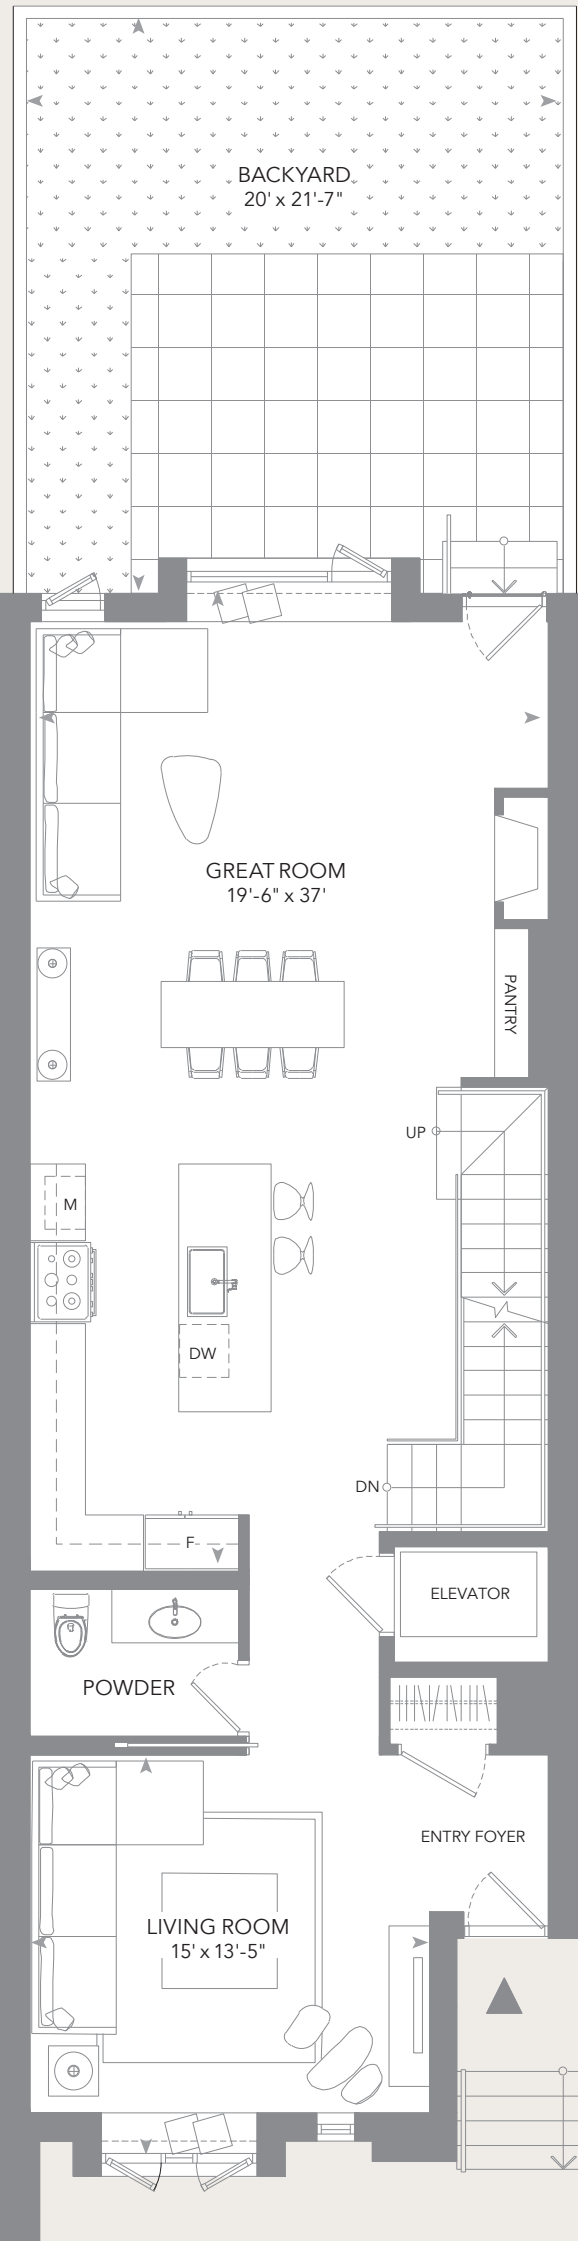 BACKYARD
20' x 21'-7"
GREAT ROOM
19'-6" x 37'
PANTRY
UP
M
DW
DN
F
ELEVATOR
POWDER
ENTRY FOYER
LIVING ROOM
15' x 13'-5"